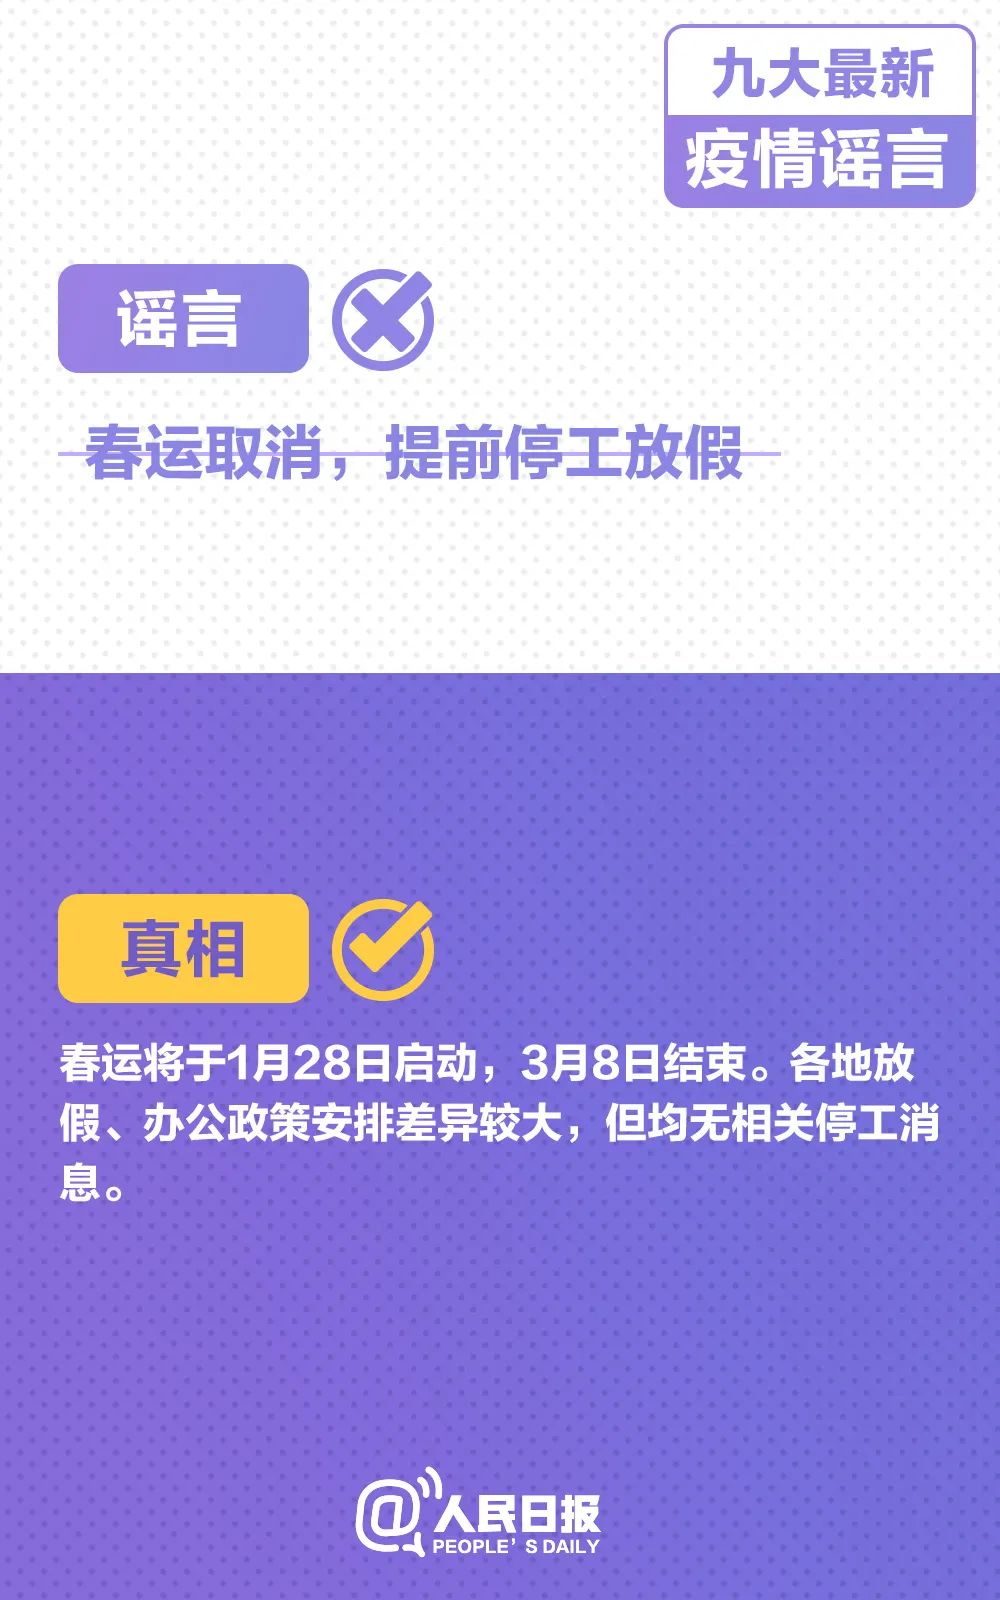 九大最新
疫情谣言
谣言
春运取消，提前停工放假
真相
春运将于1月28日启动，3月8日结束。各地放
假、办公政策安排差异较大，但均无相关停工消
息。
@人民日报
PEOPLE'S DAILY